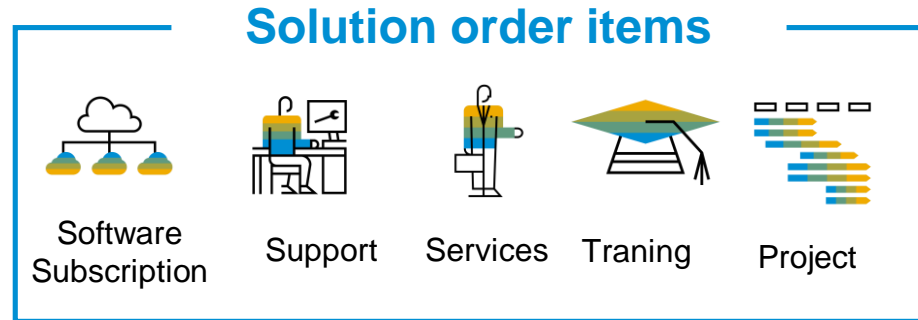 Solution order items
Software
Subscription
Support
Services
Traning
Project